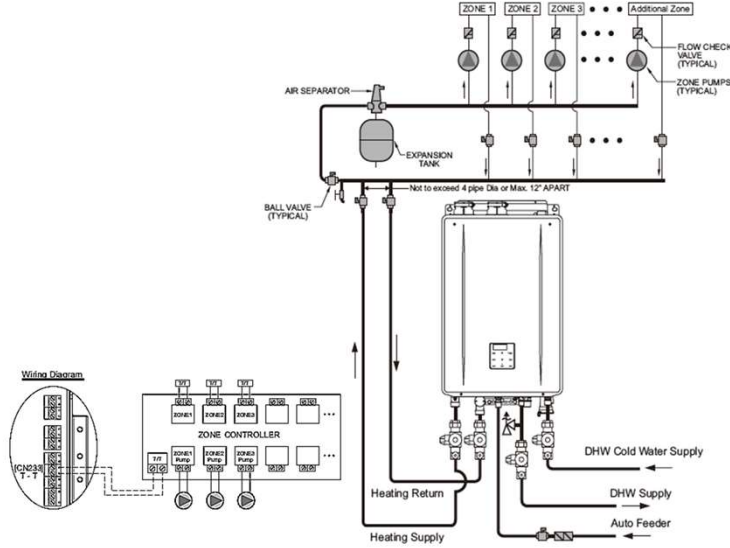 ZONE 1
ZONE 2
ZONE 3
Additional Zone
FLOW CHECK
VALVE
(TYPICAL)
ZONE PUMPS
(TYPICAL)
AIR SEPARATOR
EXPANSION
TANK
Not to exceed 4 pipe Dia or Max. 12" APART
BALL VALVE
(TYPICAL)
Wiring Diagram
T/T
T/T
T/T
ZONE1
ZONE2
ZONE3
ZONE CONTROLLER
[CN233]
T - T
T/T
ZONE1
Pump
ZONE2
Pump
ZONE3
Pump
DHW Cold Water Supply
Heating Return
DHW Supply
Heating Supply
Auto Feeder